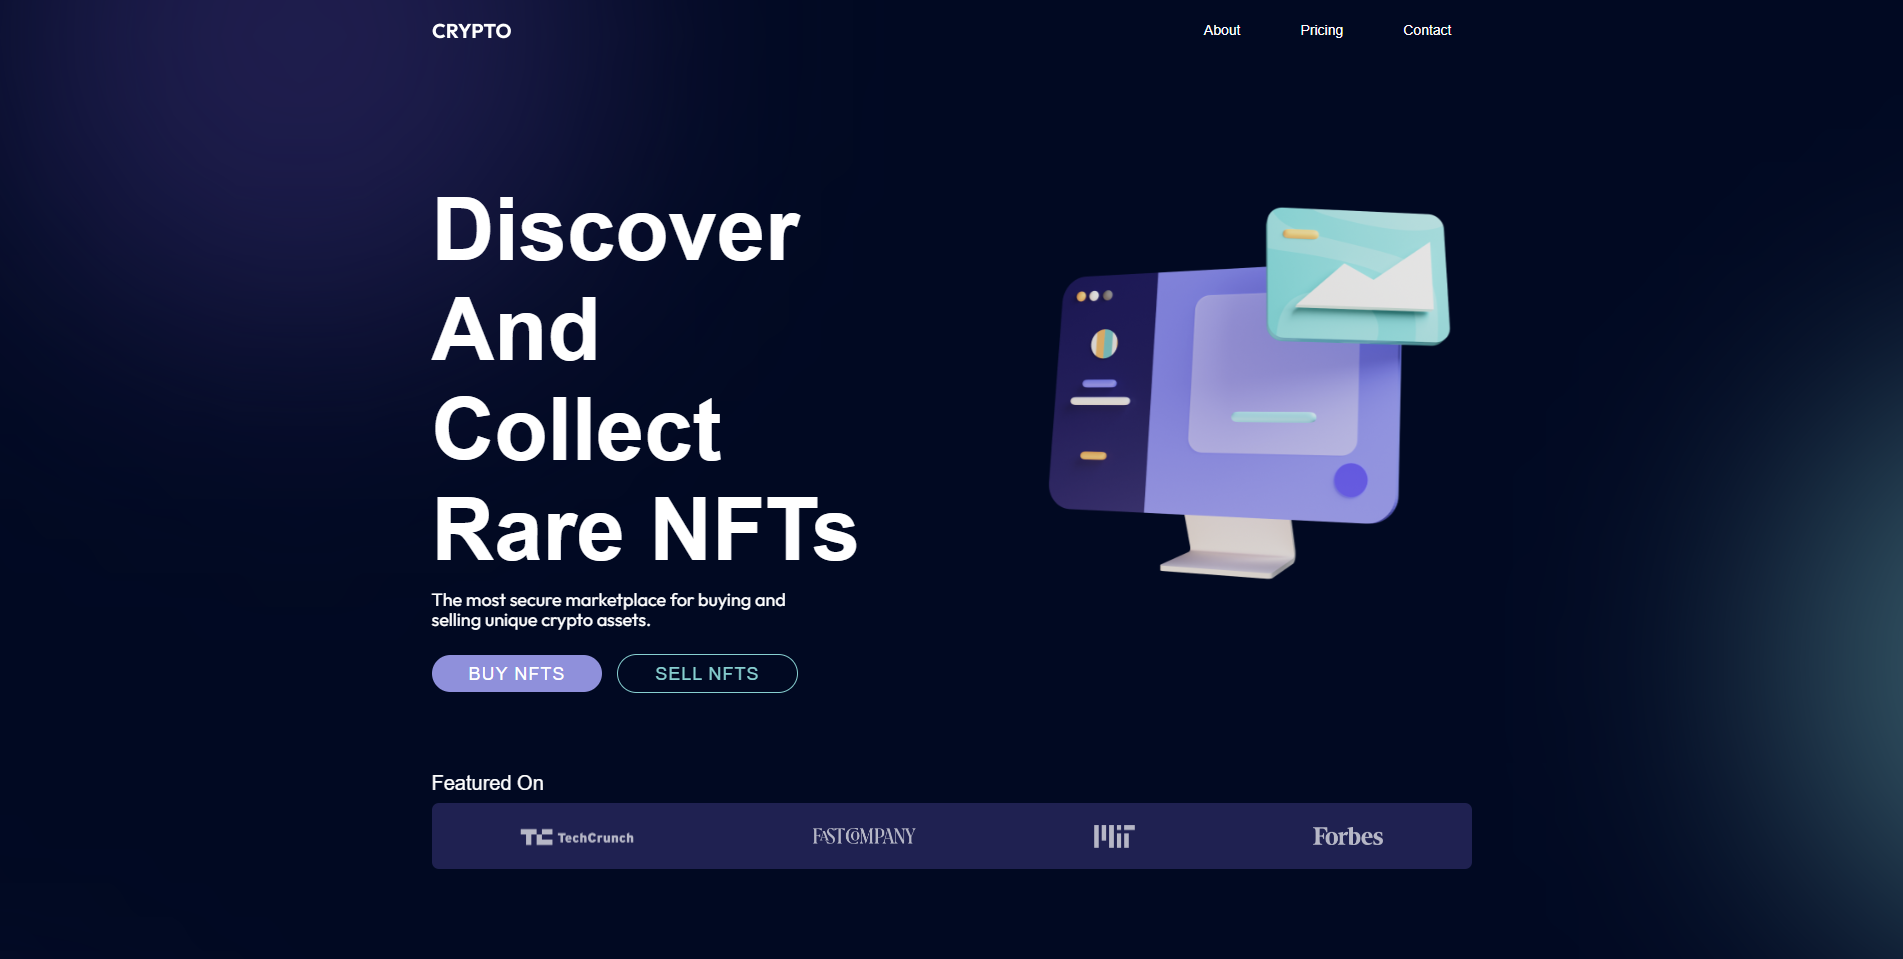 CRYPTO
About
Pricing
Contact
Discover
And
Collect
Rare NFTs
The most secure marketplace for buying and
selling unique crypto assets.
BUY NFTS
SELL NFTS
Featured On
TC TechCrunch
FAST COMPANY
MIT
Forbes